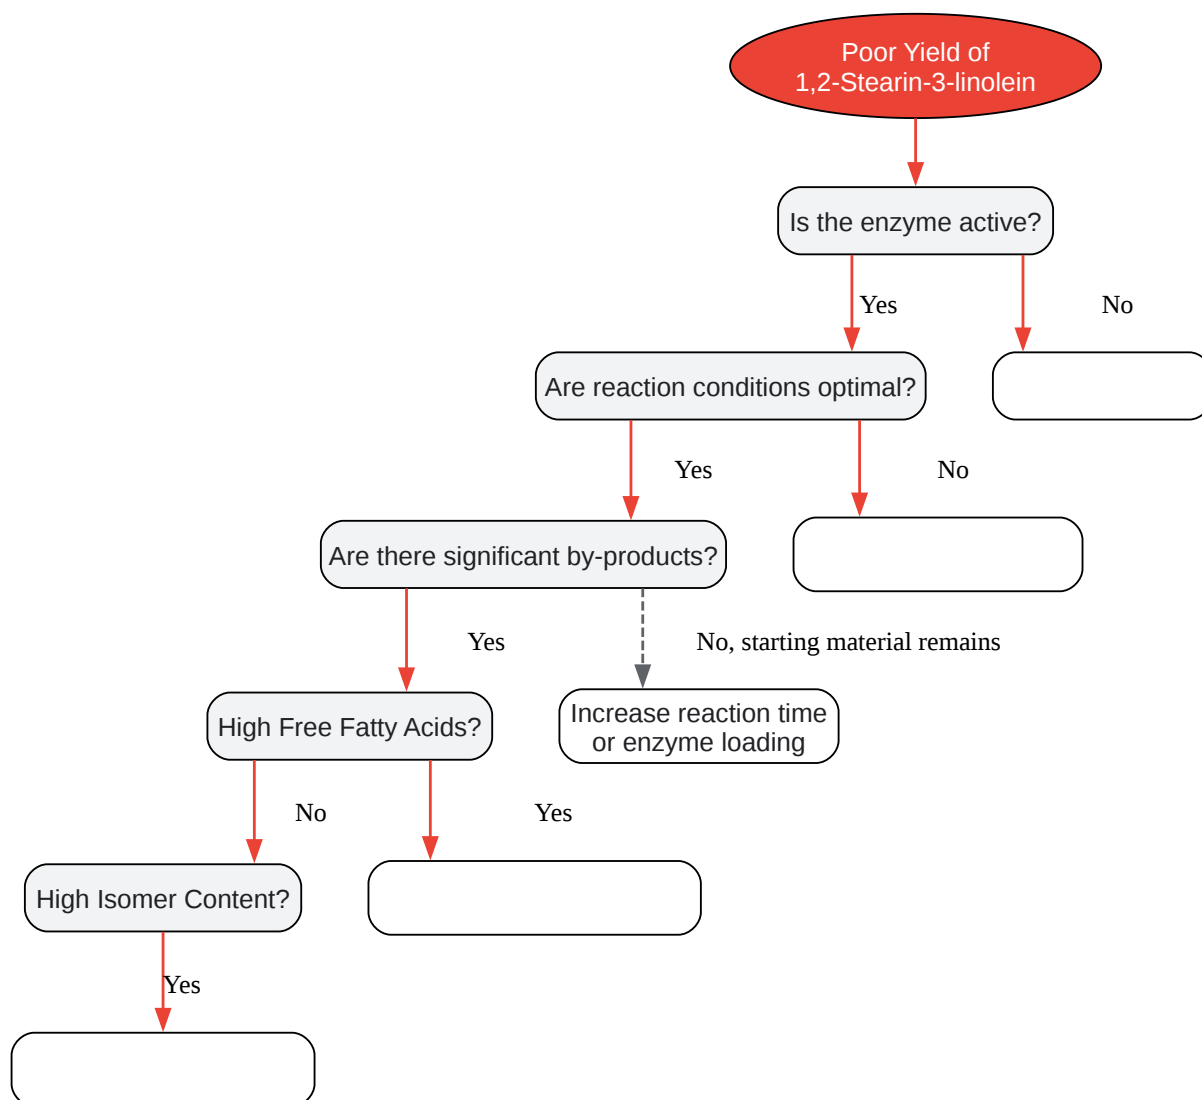 Poor Yield of
1,2-Stearin-3-linolein
Is the enzyme active?
Yes
No
Are reaction conditions optimal?
Yes
No
Are there significant by-products?
Yes
No, starting material remains
High Free Fatty Acids?
Increase reaction time
or enzyme loading
No
Yes
High Isomer Content?
Yes